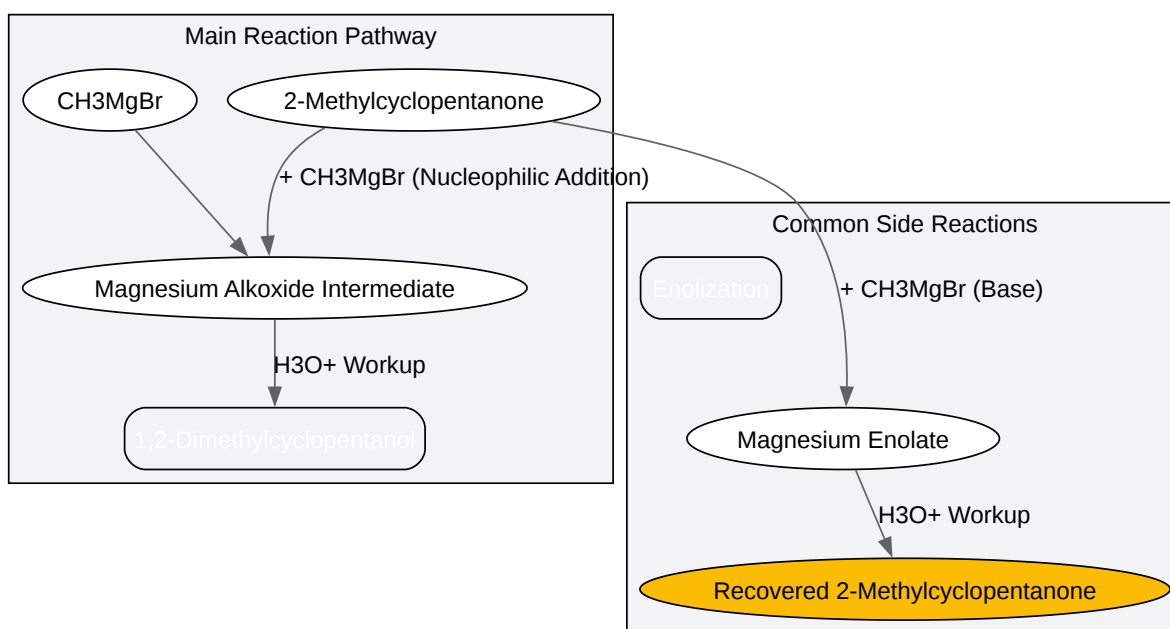 Main Reaction Pathway
CH3MgBr
2-Methylcyclopentanone
+ CH3MgBr (Nucleophilic Addition)
Magnesium Alkoxide Intermediate
H3O+ Workup
1,2-Dimethylcyclopentanol
Common Side Reactions
Enolization
+ CH3MgBr (Base)
Magnesium Enolate
H3O+ Workup
Recovered 2-Methylcyclopentanone